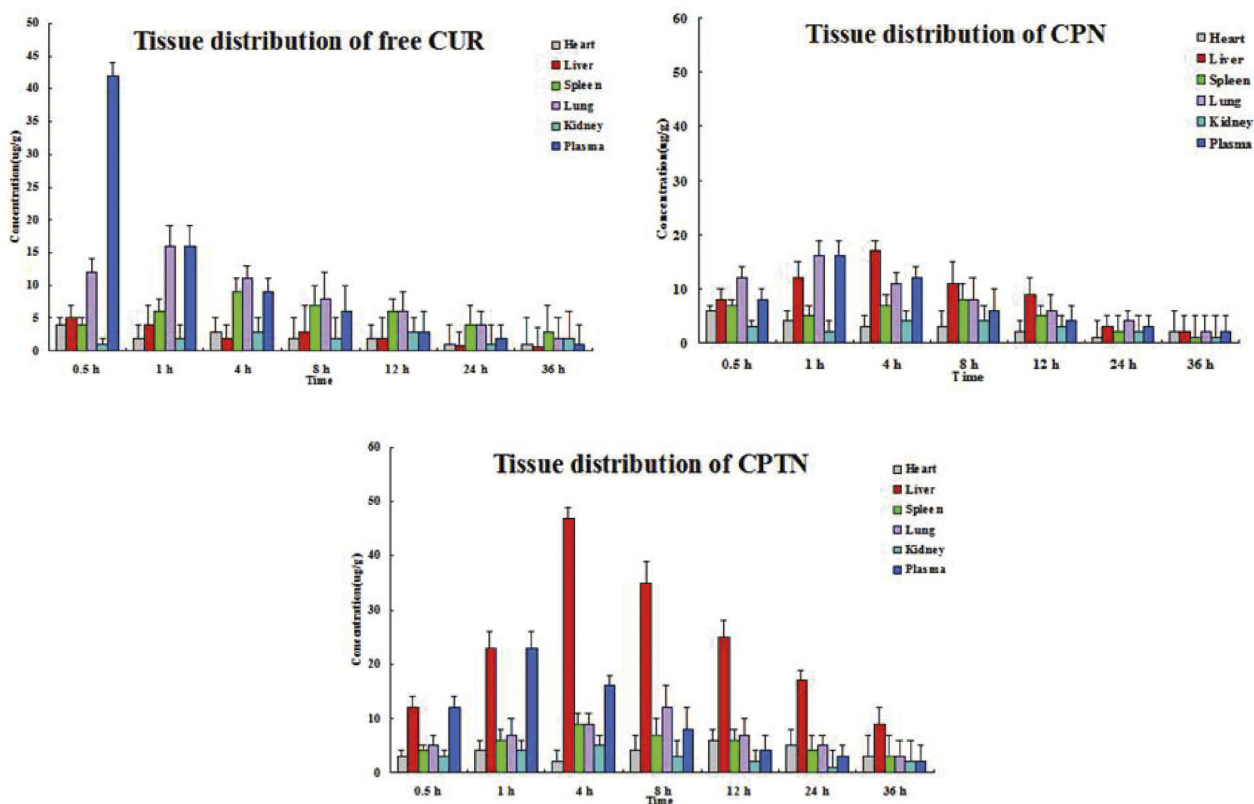 Tissue distribution of free CUR
Concentration(ug/g)
50
45
40
35
30
25
20
15
10
5
0
Heart
Liver
Spleen
Lung
Kidney
Plasma
0.5 h
1 h
4 h
8 h
12 h
24 h
36 h
Time
Tissue distribution of CPN
Concentration(ug/g)
60
50
40
30
20
10
0
Heart
Liver
Spleen
Lung
Kidney
Plasma
0.5 h
1 h
4 h
8 h
12 h
24 h
36 h
Time
Tissue distribution of CPTN
Concentration(ug/g)
60
50
40
30
20
10
0
Heart
Liver
Spleen
Lung
Kidney
Plasma
0.5 h
1 h
4 h
8 h
12 h
24 h
36 h
Time